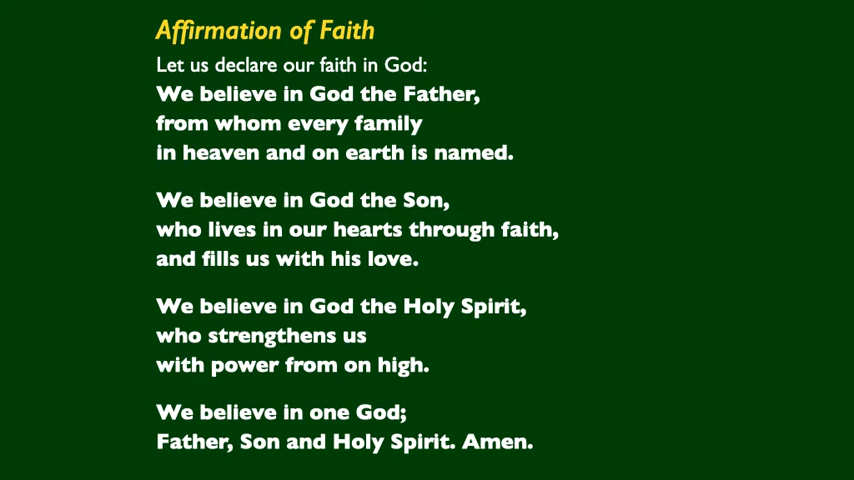 Affirmation of Faith
Let us declare our faith in God:
We believe in God the Father,
from whom every family
in heaven and on earth is named.
We believe in God the Son,
who lives in our hearts through faith,
and fills us with his love.
We believe in God the Holy Spirit,
who strengthens us
with power from on high.
We believe in one God;
Father, Son and Holy Spirit. Amen.